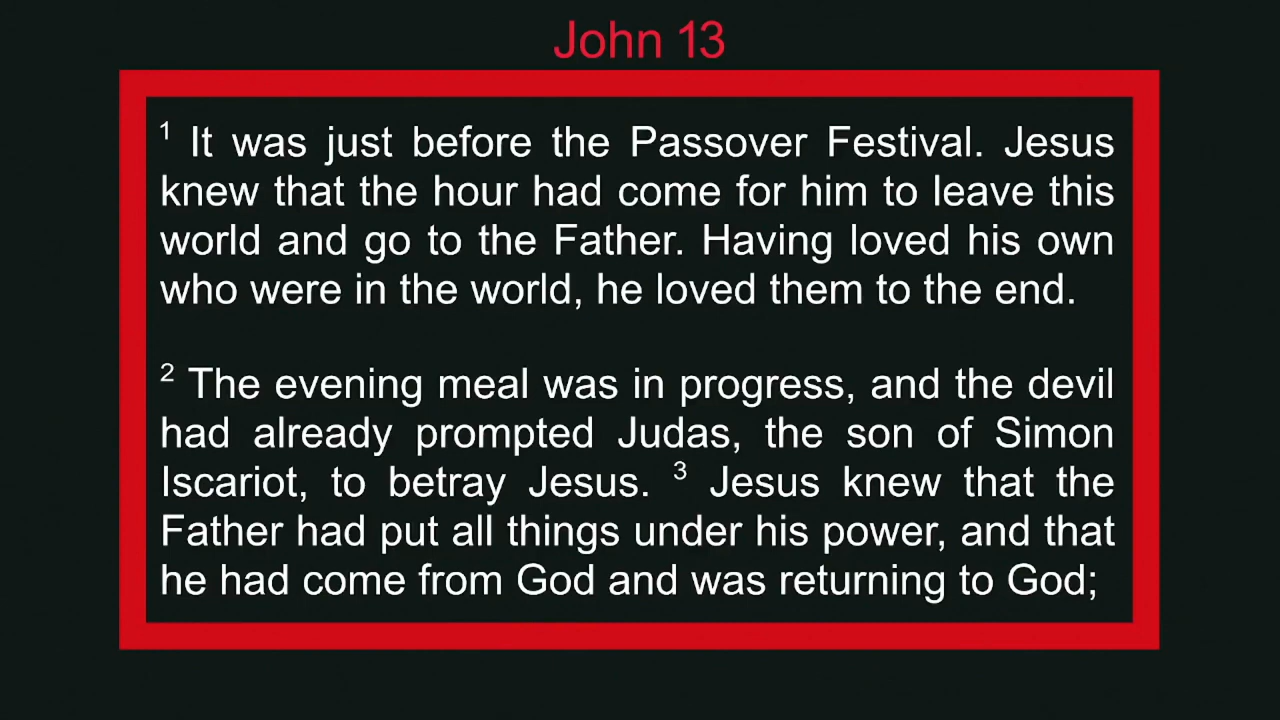 John 13
1 It was just before the Passover Festival. Jesus
knew that the hour had come for him to leave this
world and go to the Father. Having loved his own
who were in the world, he loved them to the end.
2 The evening meal was in progress, and the devil
had already prompted Judas, the son of Simon
Iscariot, to betray Jesus. 3 Jesus knew that the
Father had put all things under his power, and that
he had come from God and was returning to God;